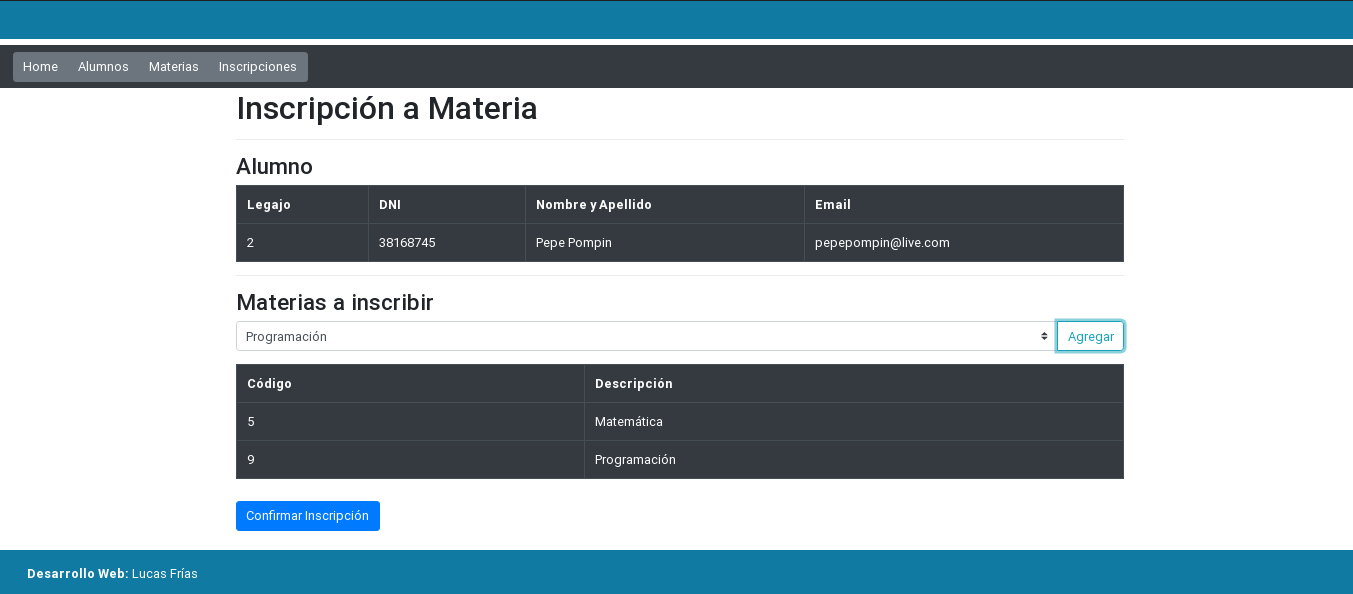 Home Alumnos Materias Inscripciones
Inscripción a Materia
Alumno
Legajo DNI Nombre y Apellido Email
2 38168745 Pepe Pompin pepepompin@live.com
Materias a inscribir
Programación Agregar
Código Descripción
5 Matemática
9 Programación
Confirmar Inscripción
Desarrollo Web: Lucas Frías